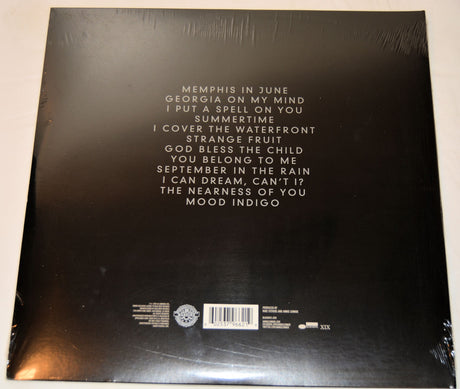 MEMPHIS IN JUNE
GEORGIA ON MY MIND
I PUT A SPELL ON YOU
SUMMERTIME
I COVER THE WATERFRONT
STRANGE FRUIT
GOD BLESS THE CHILD
YOU BELONG TO ME
SEPTEMBER IN THE RAIN
I CAN DREAM, CAN'T I?
THE NEARNESS OF YOU
MOOD INDIGO
PRODUCED BY
XIX